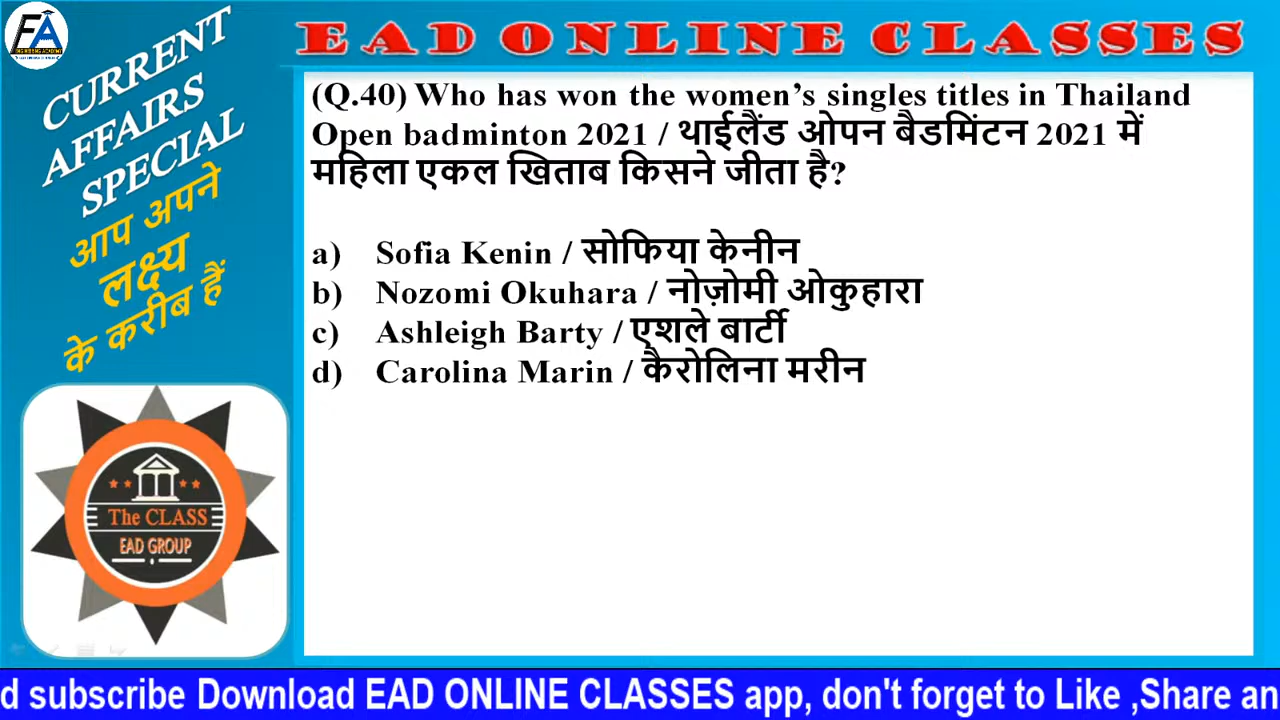 FA
EAD ONLINE CLASSES
CURRENT
AFFAIRS
SPECIAL
आप अपने
लक्ष्य
के करीब हैं
(Q.40) Who has won the women’s singles titles in Thailand
Open badminton 2021 / थाईलैंड ओपन बैडमिंटन 2021 में
महिला एकल खिताब किसने जीता है?
a) Sofia Kenin / सोफिया केनीन
b) Nozomi Okuhara / नोज़ोमी ओकुहारा
c) Ashleigh Barty / एशले बार्टी
d) Carolina Marin / कैरोलिना मरीन
The CLASS
EAD GROUP
d subscribe Download EAD ONLINE CLASSES app, don't forget to Like ,Share an